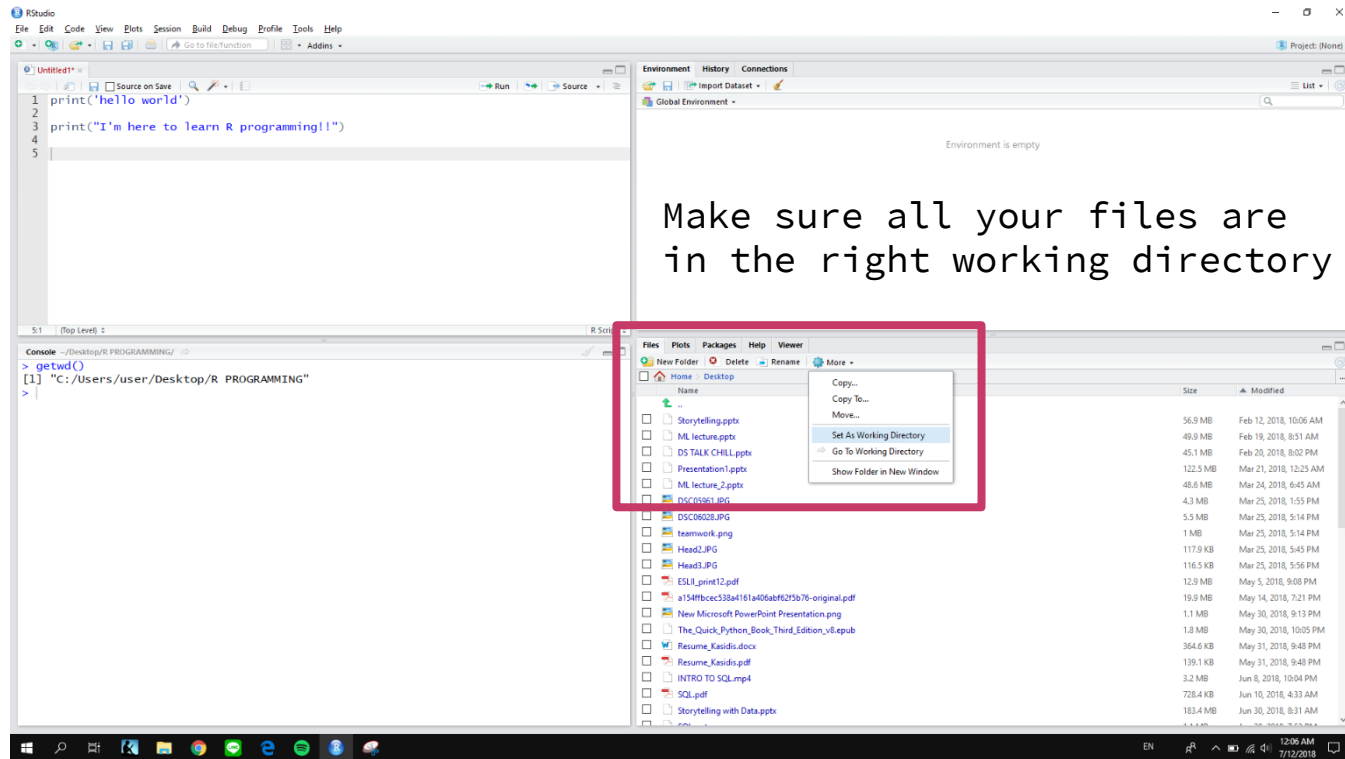 RStudio
File Edit Code View Plots Session Build Debug Profile Tools Help
Go to file/function Addins
Project: (None)
Untitled1*
Source on Save Run Source
1 print('hello world')
2
3 print("I'm here to learn R programming!!")
4
5
5:1 (Top Level) R Script
Console ~/Desktop/R PROGRAMMING/
> getwd()
[1] "C:/Users/user/Desktop/R PROGRAMMING"
>
Environment History Connections
Import Dataset List
Global Environment
Environment is empty
Make sure all your files are
in the right working directory
Files Plots Packages Help Viewer
New Folder Delete Rename More
Home Desktop
Name Size Modified
..
Copy...
Copy To...
Move...
Set As Working Directory
Go To Working Directory
Show Folder in New Window
Storytelling.pptx 56.9 MB Feb 12, 2018, 10:06 AM
ML lecture.pptx 49.9 MB Feb 19, 2018, 8:51 AM
DS TALK CHILL.pptx 45.1 MB Feb 20, 2018, 8:02 PM
Presentation1.pptx 122.5 MB Mar 21, 2018, 12:25 AM
ML lecture_2.pptx 48.6 MB Mar 24, 2018, 6:45 AM
DSC05961.JPG 4.3 MB Mar 25, 2018, 1:55 PM
DSC06028.JPG 5.5 MB Mar 25, 2018, 5:14 PM
teamwork.png 1 MB Mar 25, 2018, 5:14 PM
Head2.JPG 117.9 KB Mar 25, 2018, 5:45 PM
Head3.JPG 116.5 KB Mar 25, 2018, 5:56 PM
ESLII_print12.pdf 12.9 MB May 5, 2018, 9:08 PM
a154ffbcec538a4161a406abf62f5b76-original.pdf 19.9 MB May 14, 2018, 7:21 PM
New Microsoft PowerPoint Presentation.png 1.1 MB May 30, 2018, 9:13 PM
The_Quick_Python_Book_Third_Edition_v8.epub 1.8 MB May 30, 2018, 10:05 PM
Resume_Kasidis.docx 364.6 KB May 31, 2018, 9:48 PM
Resume_Kasidis.pdf 139.1 KB May 31, 2018, 9:48 PM
INTRO TO SQL.mp4 3.2 MB Jun 8, 2018, 10:04 PM
SQL.pdf 728.4 KB Jun 10, 2018, 4:33 AM
Storytelling with Data.pptx 183.4 MB Jun 30, 2018, 8:31 AM
EN
12:06 AM
7/12/2018